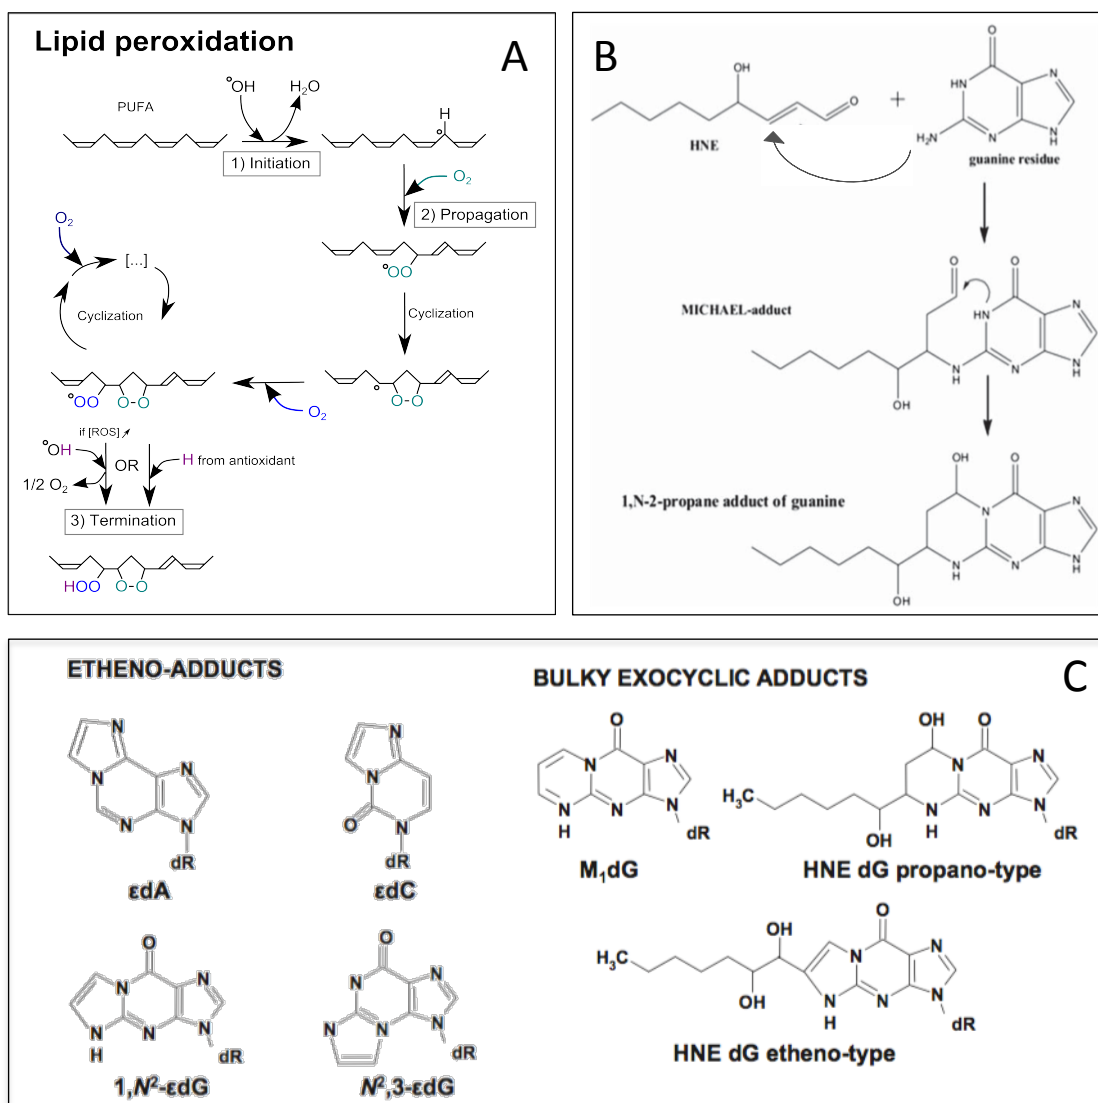 Lipid peroxidation
A
PUFA
°OH
H₂O
H
1) Initiation
O₂
2) Propagation
°OO
Cyclization
O₂
[...]
Cyclization
°OO
O-O
O₂
O-O
if [ROS] ↗
°OH
OR
H from antioxidant
1/2 O₂
3) Termination
HOO
O-O
B
OH
O
HNE
+
O
HN
N
H₂N
N
N
H
guanine residue
MICHAEL-adduct
O
O
HN
N
N
H
N
N
H
OH
1,N-2-propane adduct of guanine
OH
O
N
N
N
H
N
N
H
OH
C
ETHENO-ADDUCTS
N
N
N
N
N
dR
εdA
N
N
O
N
dR
εdC
O
N
N
N
H
N
N
dR
1,N²-εdG
O
N
N
N
N
N
dR
N²,3-εdG
BULKY EXOCYCLIC ADDUCTS
O
N
N
N
H
N
N
dR
M₁dG
OH
O
N
N
H₃C
OH
N
H
N
N
dR
HNE dG propano-type
OH
O
H₃C
N
N
OH
N
H
N
N
dR
HNE dG etheno-type